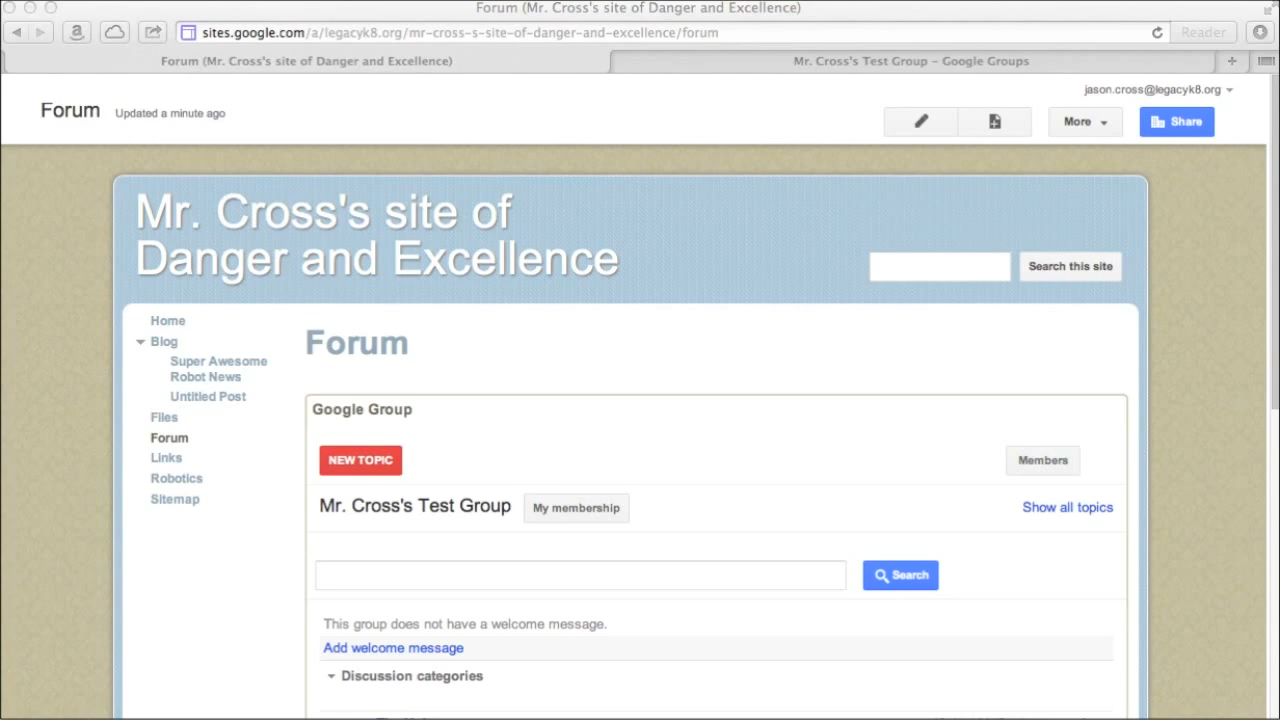 Forum (Mr. Cross's site of Danger and Excellence)
sites.google.com/a/legacyk8.org/mr-cross-s-site-of-danger-and-excellence/forum
Reader
Forum (Mr. Cross's site of Danger and Excellence)
Mr. Cross's Test Group – Google Groups
jason.cross@legacyk8.org
Forum
Updated a minute ago
More
Share
Mr. Cross's site of
Danger and Excellence
Search this site
Home
Blog
Super Awesome
Robot News
Untitled Post
Files
Forum
Links
Robotics
Sitemap
Forum
Google Group
NEW TOPIC
Members
Mr. Cross's Test Group
My membership
Show all topics
Search
This group does not have a welcome message.
Add welcome message
Discussion categories